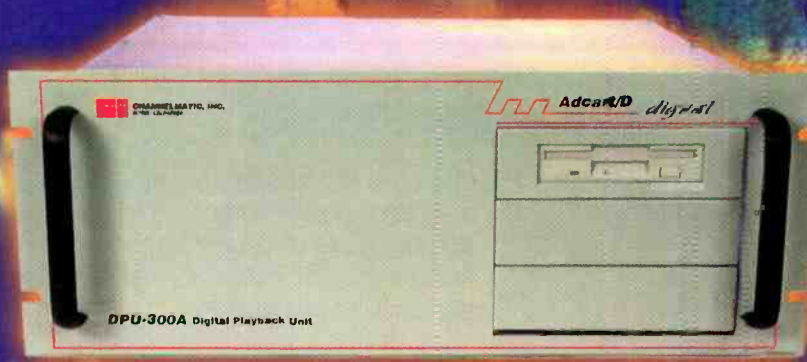 CHANNELMATIC, INC.
Adcart/D digital
DPU-300A Digital Playback Unit